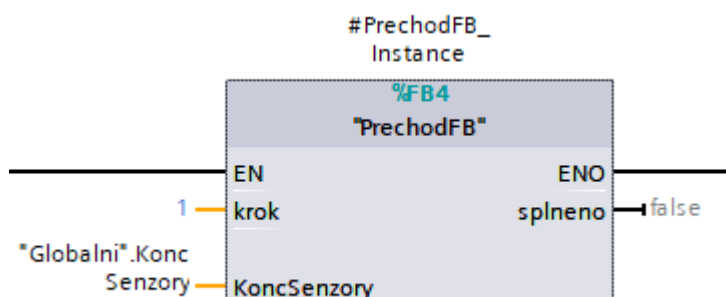 #PrechodFB_
Instance
%FB4
"PrechodFB"
EN ENO
1 krok splneno false
"Globalni".Konc
Senzory KoncSenzory